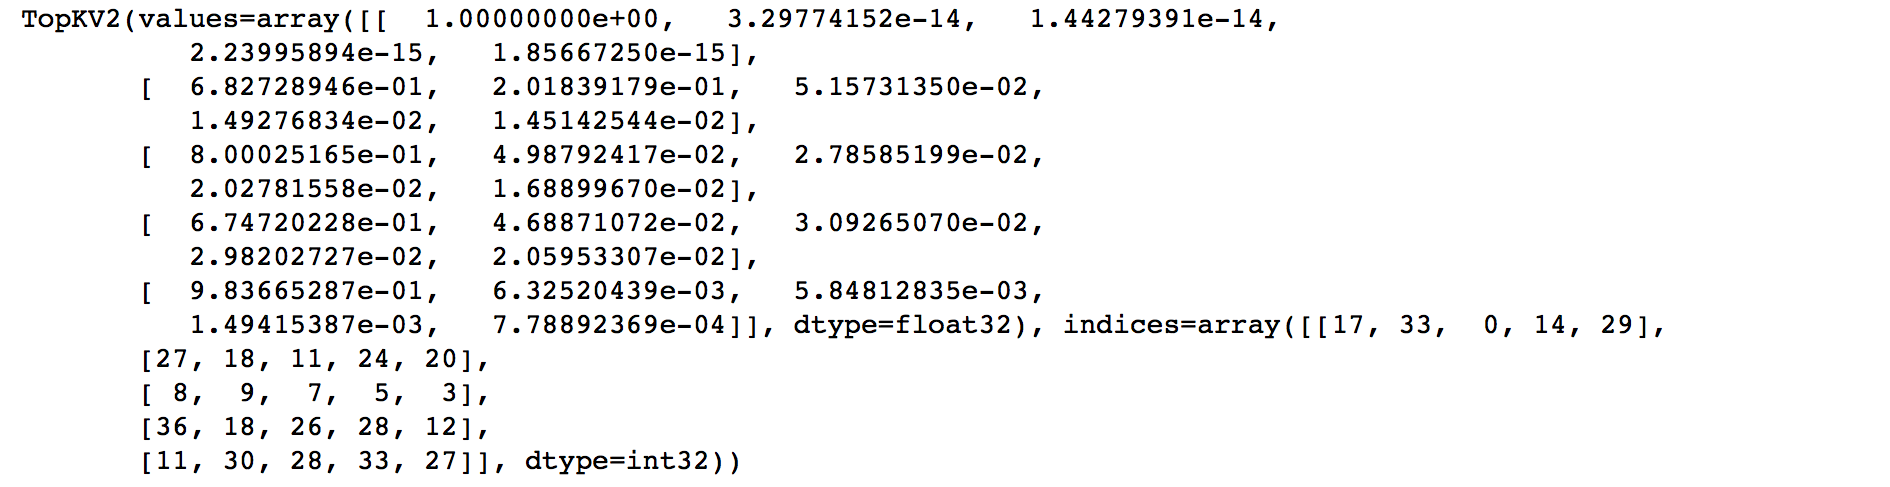 TopKV2(values=array([[  1.00000000e+00,   3.29774152e-14,   1.44279391e-14,
          2.23995894e-15,   1.85667250e-15],
       [  6.82728946e-01,   2.01839179e-01,   5.15731350e-02,
          1.49276834e-02,   1.45142544e-02],
       [  8.00025165e-01,   4.98792417e-02,   2.78585199e-02,
          2.02781558e-02,   1.68899670e-02],
       [  6.74720228e-01,   4.68871072e-02,   3.09265070e-02,
          2.98202727e-02,   2.05953307e-02],
       [  9.83665287e-01,   6.32520439e-03,   5.84812835e-03,
          1.49415387e-03,   7.78892369e-04]], dtype=float32), indices=array([[17, 33,  0, 14, 29],
       [27, 18, 11, 24, 20],
       [ 8,  9,  7,  5,  3],
       [36, 18, 26, 28, 12],
       [11, 30, 28, 33, 27]], dtype=int32))